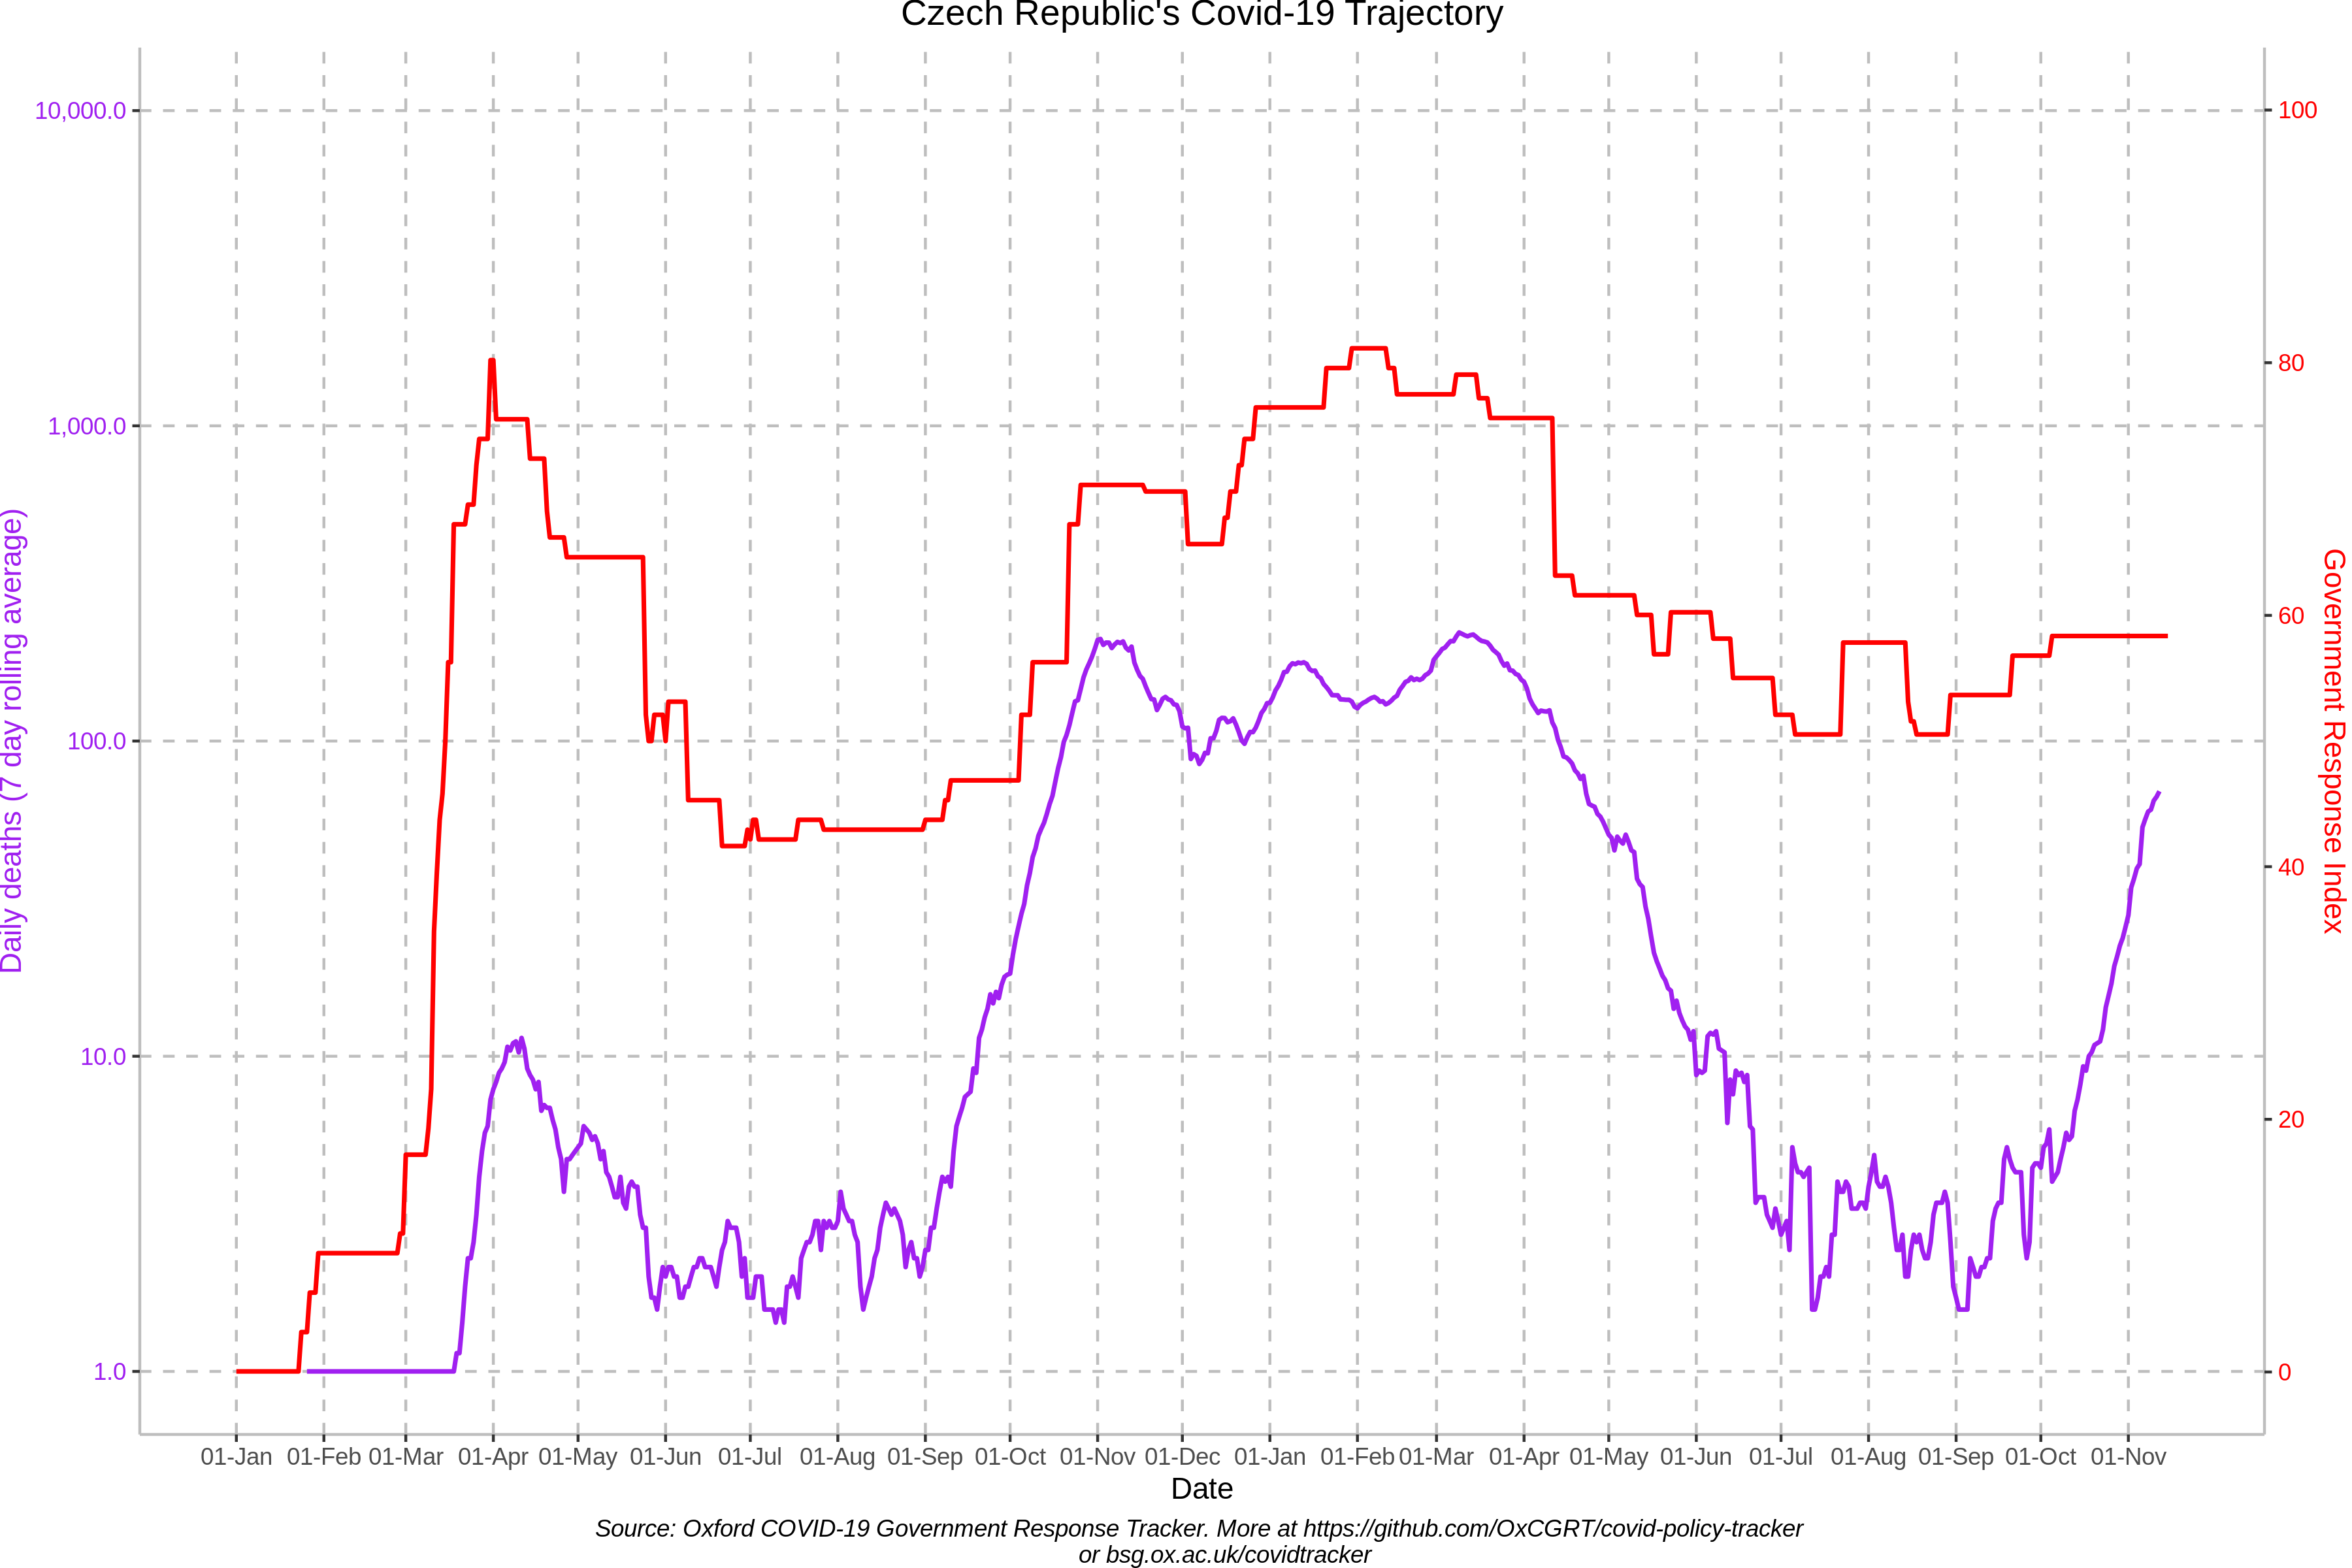 Czech Republic's Covid-19 Trajectory
10,000.0
1,000.0
100.0
10.0
1.0
Daily deaths (7 day rolling average)
100
80
60
40
20
0
Government Response Index
01-Jan 01-Feb 01-Mar 01-Apr 01-May 01-Jun 01-Jul 01-Aug 01-Sep 01-Oct 01-Nov 01-Dec 01-Jan 01-Feb 01-Mar 01-Apr 01-May 01-Jun 01-Jul 01-Aug 01-Sep 01-Oct 01-Nov
Date
Source: Oxford COVID-19 Government Response Tracker. More at https://github.com/OxCGRT/covid-policy-tracker
or bsg.ox.ac.uk/covidtracker